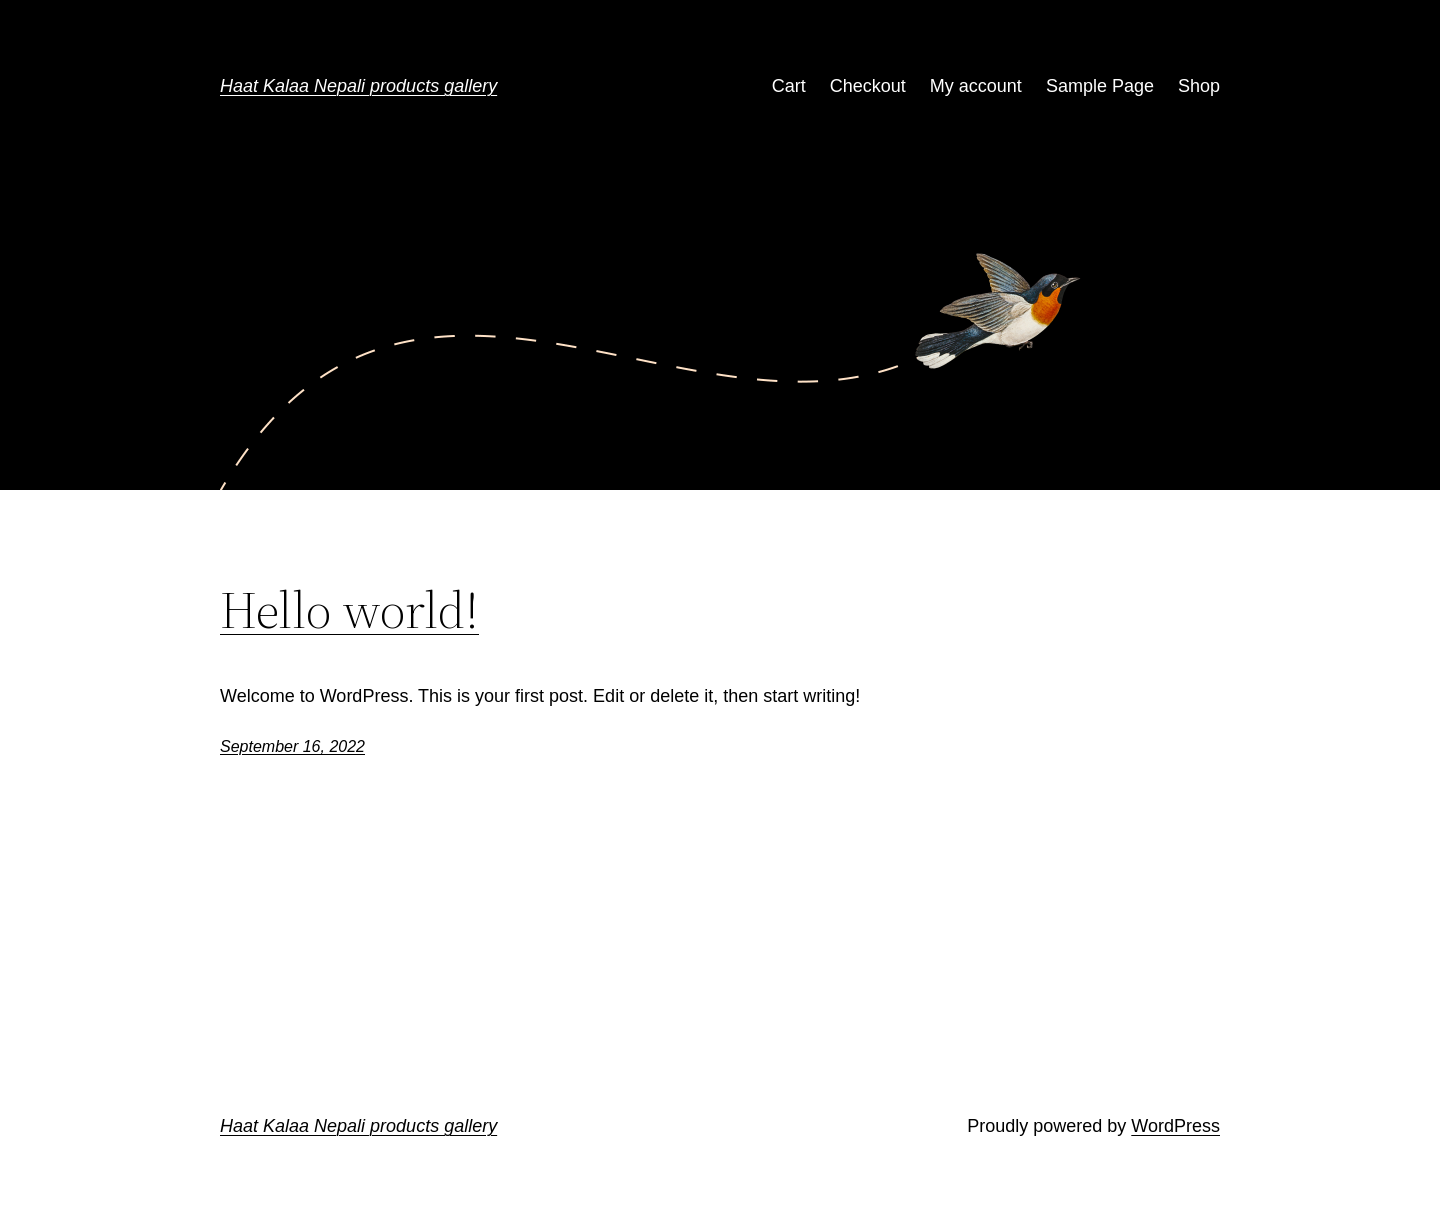 Haat Kalaa Nepali products gallery
Cart Checkout My account Sample Page Shop
Hello world!
Welcome to WordPress. This is your first post. Edit or delete it, then start writing!
September 16, 2022
Haat Kalaa Nepali products gallery
Proudly powered by WordPress